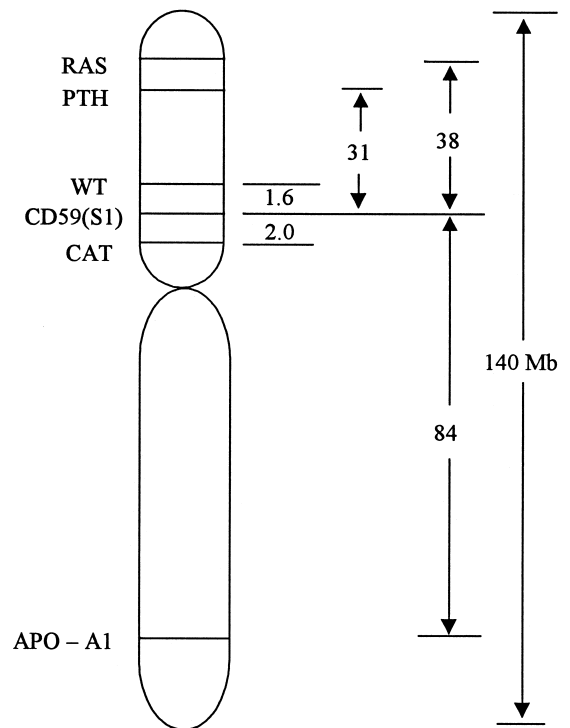 RAS
PTH
38
31
WT
1.6
CD59(S1)
2.0
CAT
140 Mb
84
APO – A1